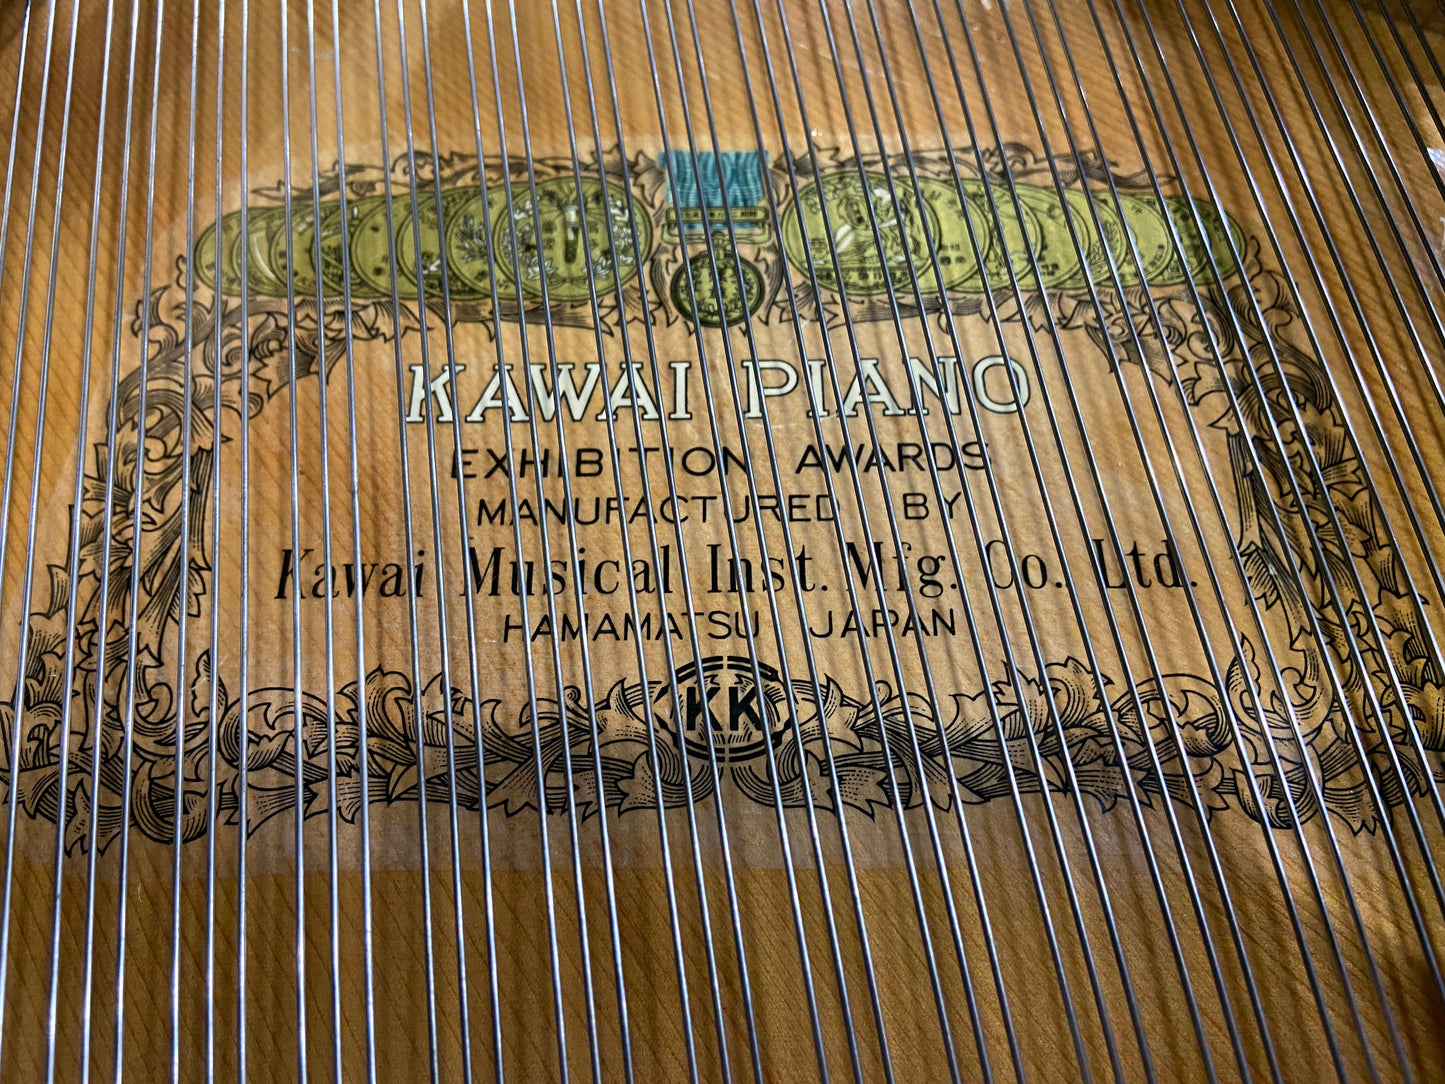 KAWAI PIANO
EXHIBITION AWARDS
MANUFACTURED BY
Kawai Musical Inst. Mfg. Co., Ltd.
HAMAMATSU JAPAN
KK